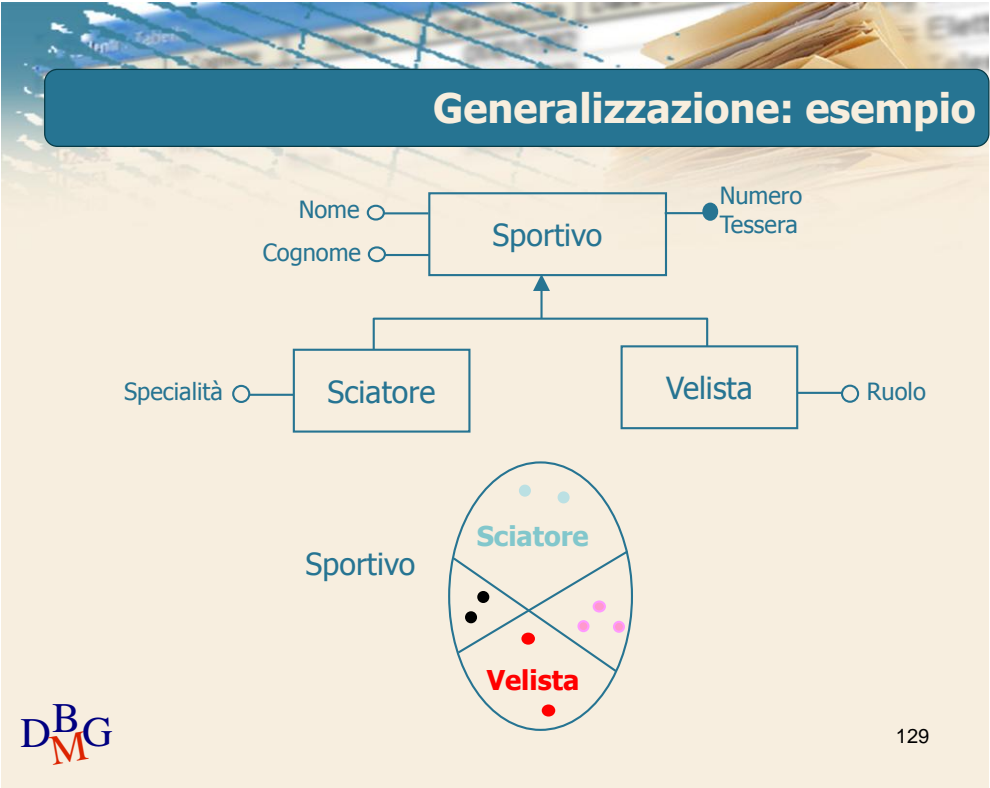 Generalizzazione: esempio
Nome
Numero
Tessera
Sportivo
Cognome
Specialità
Sciatore
Velista
Ruolo
Sciatore
Sportivo
Velista
DBMG
129